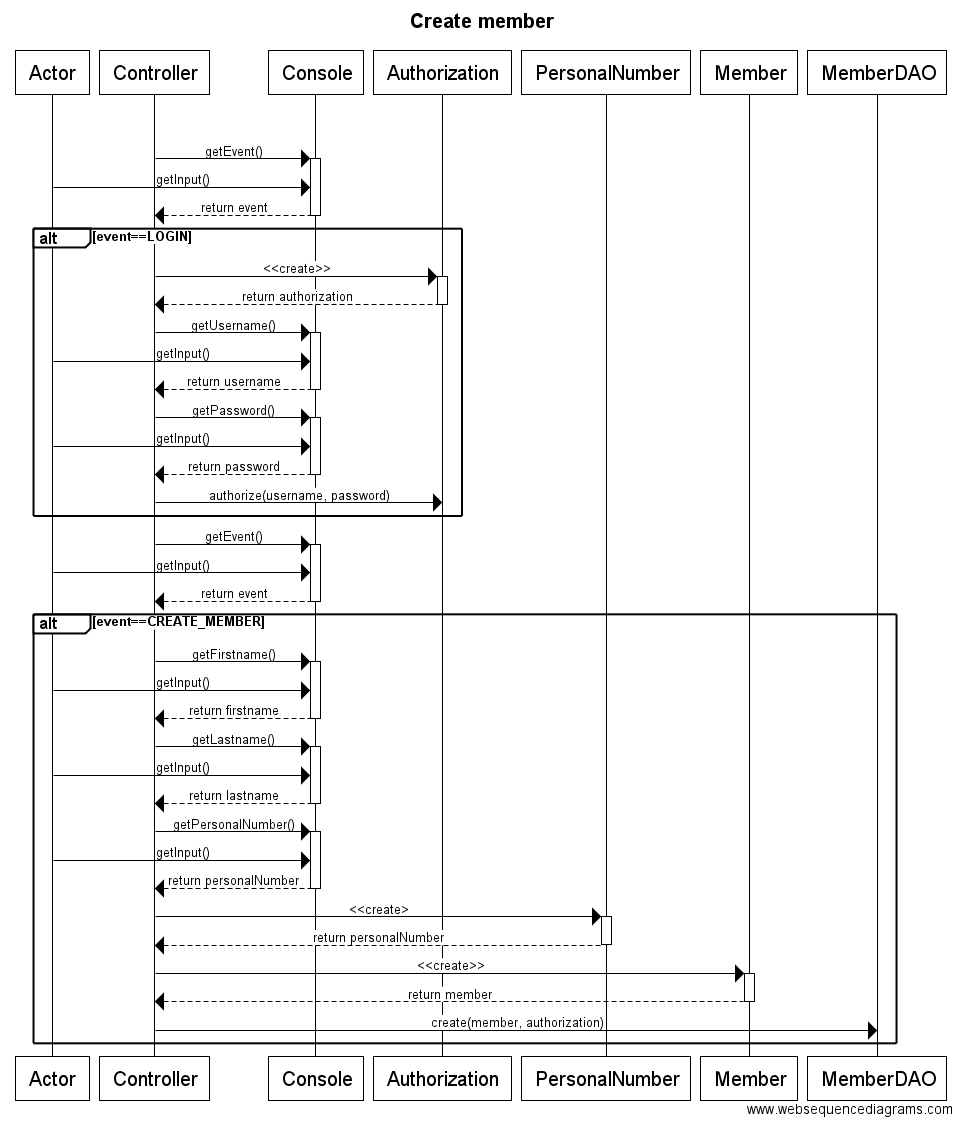 Create member
Actor Controller Console Authorization PersonalNumber Member MemberDAO
getEvent()
getInput()
return event
alt [event==LOGIN]
<<create>>
return authorization
getUsername()
getInput()
return username
getPassword()
getInput()
return password
authorize(username, password)
getEvent()
getInput()
return event
alt [event==CREATE_MEMBER]
getFirstname()
getInput()
return firstname
getLastname()
getInput()
return lastname
getPersonalNumber()
getInput()
return personalNumber
<<create>
return personalNumber
<<create>>
return member
create(member, authorization)
Actor Controller Console Authorization PersonalNumber Member MemberDAO
www.websequencediagrams.com